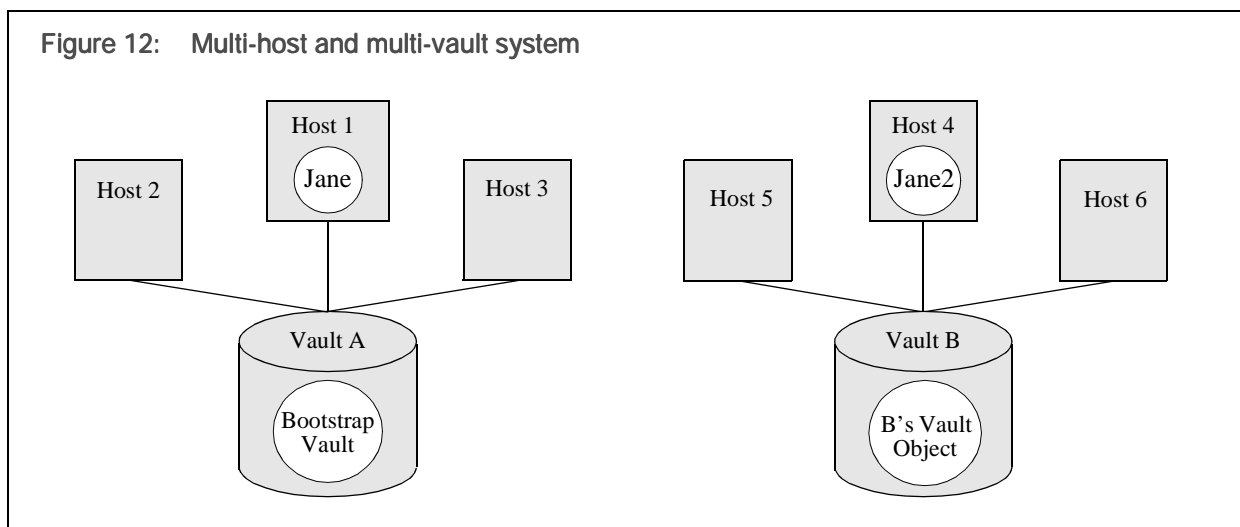 Figure 12: Multi-host and multi-vault system
Host 1
Jane
Host 2
Host 3
Vault A
Bootstrap
Vault
Host 4
Jane2
Host 5
Host 6
Vault B
B's Vault
Object